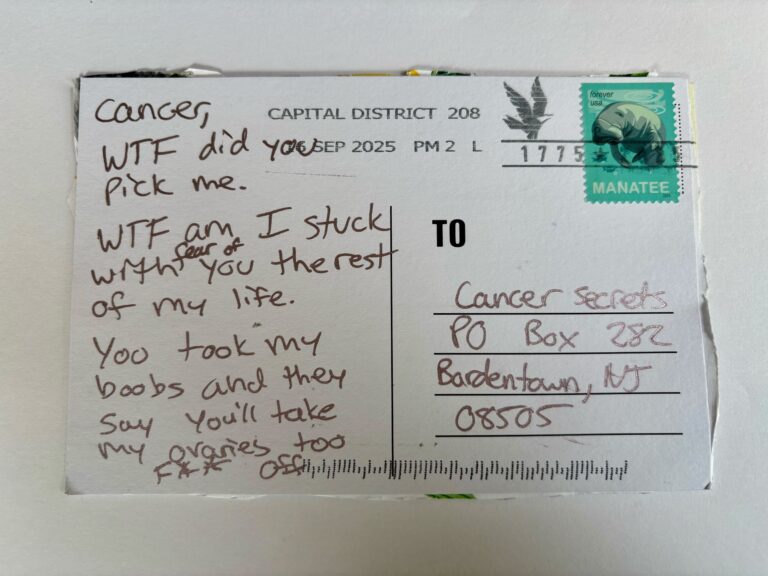 Cancer,
WTF did you
pick me.
WTF am I stuck
with fear of you the rest
of my life.
You took my
boobs and they
say you'll take
my ovaries too
F** Off
CAPITAL DISTRICT 208
SEP 2025 PM 2 L
1775
forever
usa
MANATEE
TO
Cancer Secrets
PO Box 282
Bordentown, NJ
08505